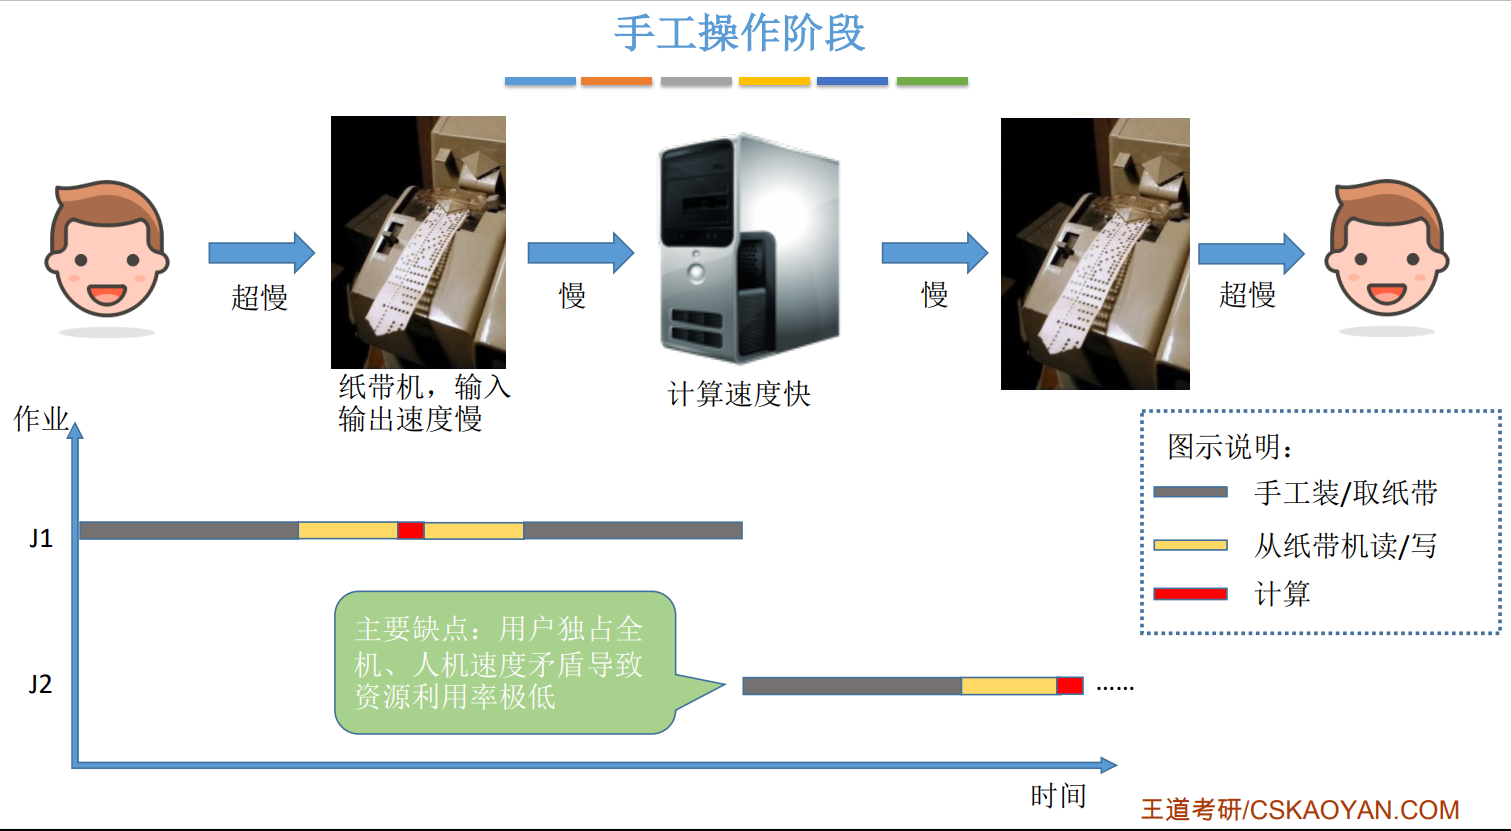 手工操作阶段
超慢
慢
慢
超慢
纸带机，输入
输出速度慢
计算速度快
作业
图示说明：
手工装/取纸带
从纸带机读/写
计算
J1
主要缺点：用户独占全
机、人机速度矛盾导致
资源利用率极低
J2
......
时间
王道考研/CSKAOYAN.COM